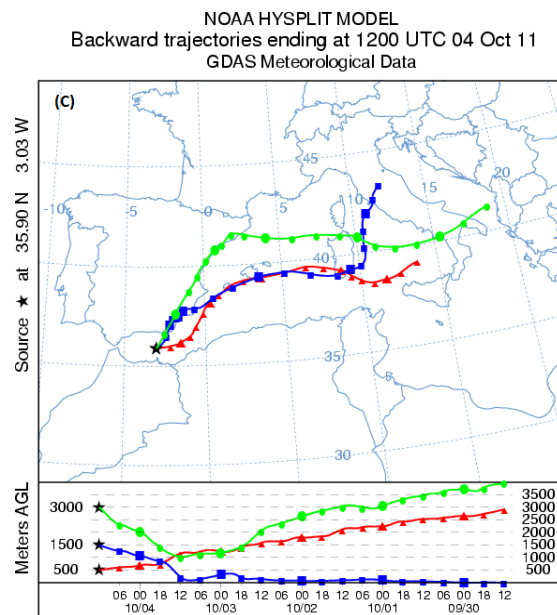 NOAA HYSPLIT MODEL
Backward trajectories ending at 1200 UTC 04 Oct 11
GDAS Meteorological Data
(C)
Source ★ at 35.90 N 3.03 W
-10
-5
0
5
10
15
20
45
40
35
30
Meters AGL
3000
1500
500
3500
3000
2500
2000
1500
1000
500
06 00 18 12 06 00 18 12 06 00 18 12 06 00 18 12 06 00 18 12
10/04 10/03 10/02 10/01 09/30